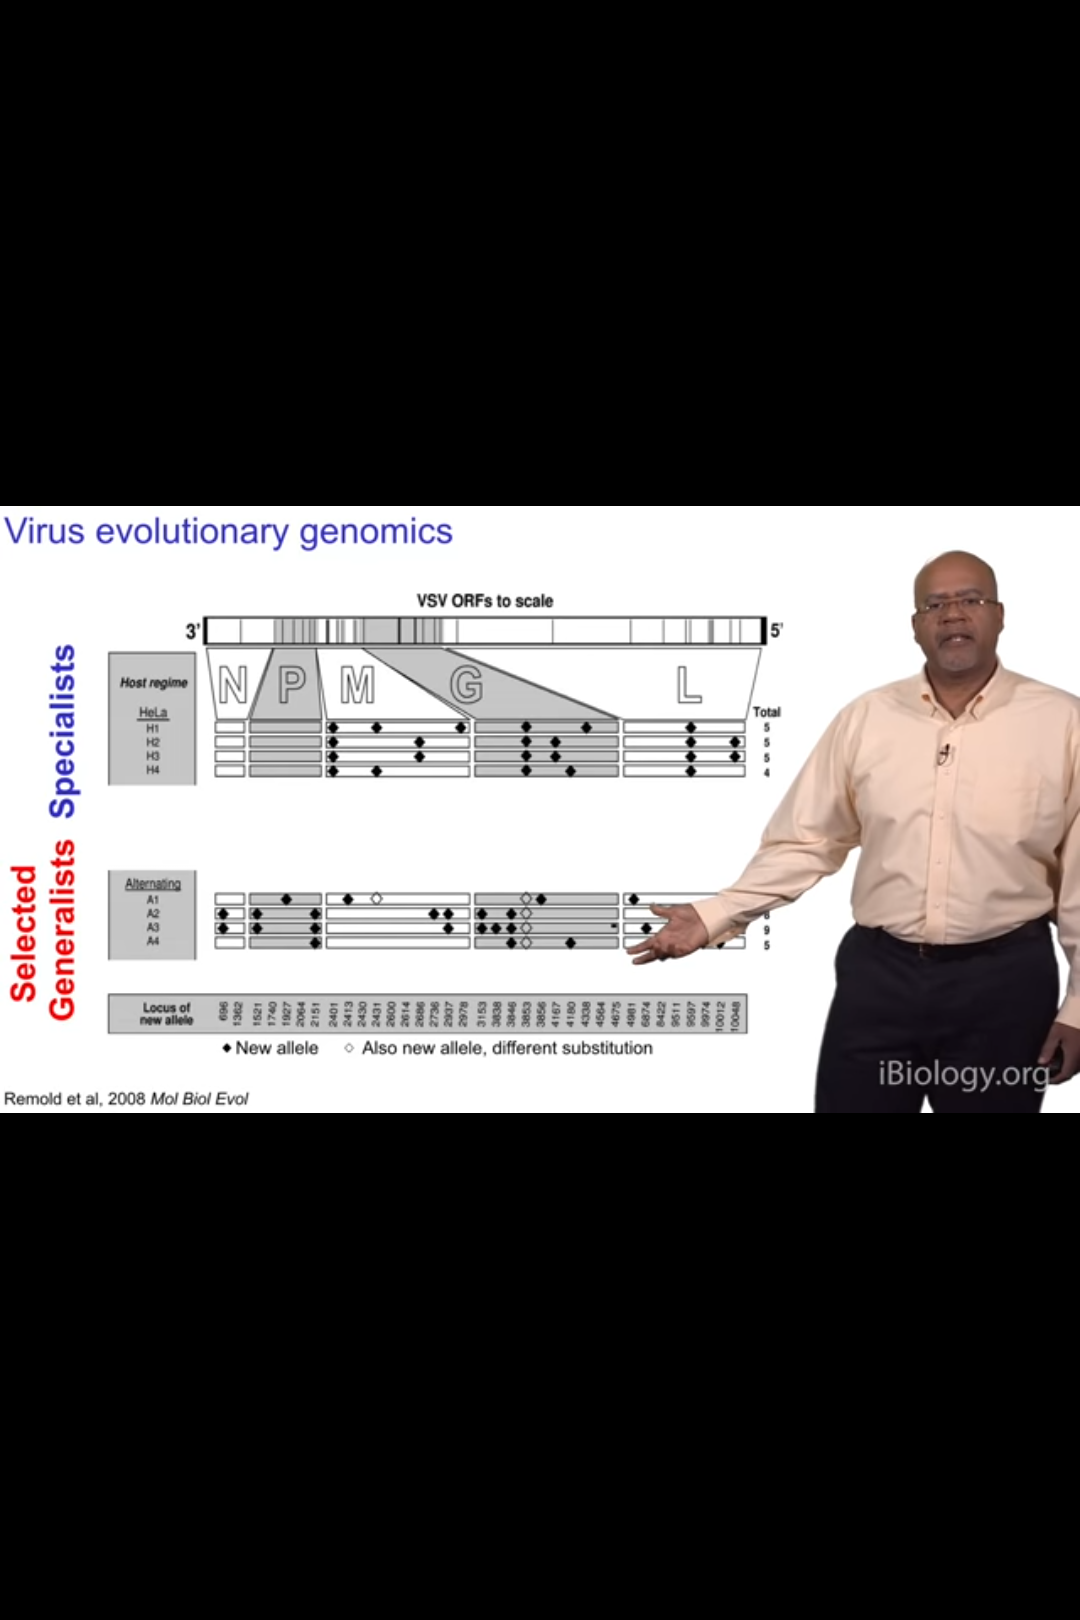 Virus evolutionary genomics
VSV ORFs to scale
3'
5'
Specialists
Selected
Generalists
Host regime
N P M G L
HeLa
Total
H1 5
H2 5
H3 5
H4 4
Alternating
A1
A2
A3 9
A4 5
Locus of
new allele
696 1362 1521 1740 1927 2064 2151 2401 2413 2431 2600 2614 2686 2736 2937 2978 3153 3838 3846 3853 3856 4167 4180 4338 4564 4675 4981 6874 8422 9511 9597 9974 10012 10048
New allele
Also new allele, different substitution
iBiology.org
Remold et al, 2008 Mol Biol Evol